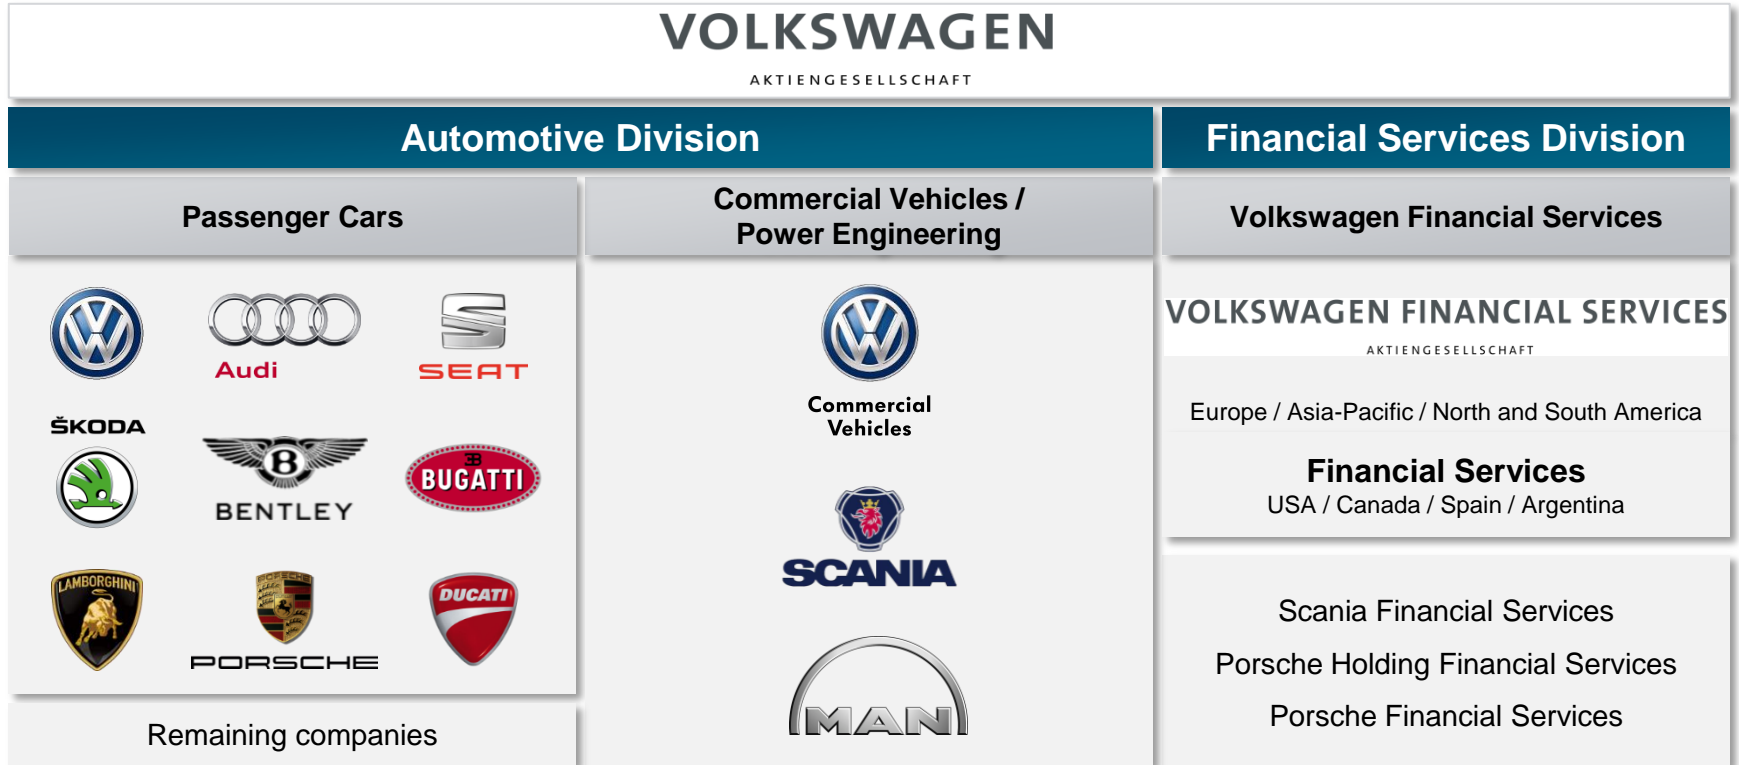 VOLKSWAGEN
AKTIENGESELLSCHAFT
Automotive Division
Financial Services Division
Passenger Cars
Commercial Vehicles /
Power Engineering
Volkswagen Financial Services
Audi
SEAT
ŠKODA
BENTLEY
BUGATTI
LAMBORGHINI
PORSCHE
PORSCHE
DUCATI
Remaining companies
Commercial
Vehicles
SCANIA
MAN
VOLKSWAGEN FINANCIAL SERVICES
AKTIENGESELLSCHAFT
Europe / Asia-Pacific / North and South America
Financial Services
USA / Canada / Spain / Argentina
Scania Financial Services
Porsche Holding Financial Services
Porsche Financial Services